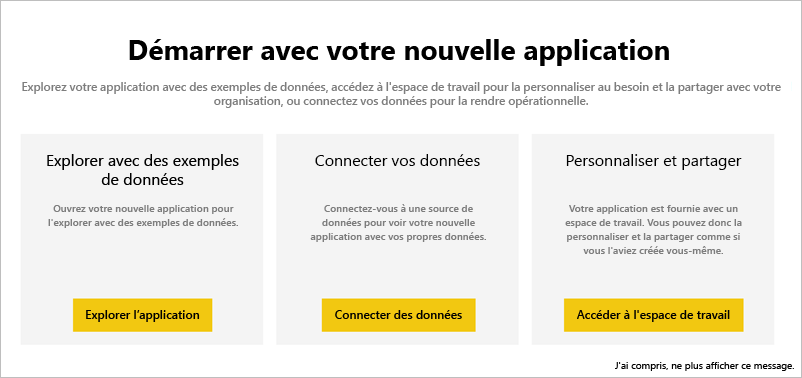 Démarrer avec votre nouvelle application
Explorez votre application avec des exemples de données, accédez à l'espace de travail pour la personnaliser au besoin et la partager avec votre
organisation, ou connectez vos données pour la rendre opérationnelle.
Explorer avec des exemples
de données
Ouvrez votre nouvelle application pour
l'explorer avec des exemples de données.
Explorer l'application
Connecter vos données
Connectez-vous à une source de
données pour voir votre nouvelle
application avec vos propres données.
Connecter des données
Personnaliser et partager
Votre application est fournie avec un
espace de travail. Vous pouvez donc la
personnaliser et la partager comme si
vous l'aviez créée vous-même.
Accéder à l'espace de travail
J'ai compris, ne plus afficher ce message.